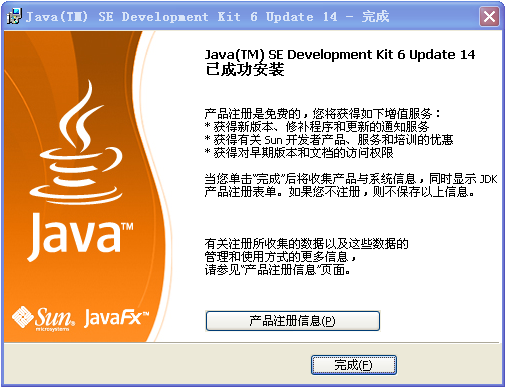 Java(TM) SE Development Kit 6 Update 14 - 完成
Java(TM) SE Development Kit 6 Update 14
已成功安装
产品注册是免费的，您将获得如下增值服务：
* 获得新版本、修补程序和更新的通知服务
* 获得有关 Sun 开发者产品、服务和培训的优惠
* 获得对早期版本和文档的访问权限
当您单击“完成”后将收集产品与系统信息，同时显示 JDK
产品注册表单。如果您不注册，则不保存以上信息。
有关注册所收集的数据以及这些数据的
管理和使用方式的更多信息，
请参见“产品注册信息”页面。
Java™
Sun microsystems JavaFX™
产品注册信息(P)
完成(F)